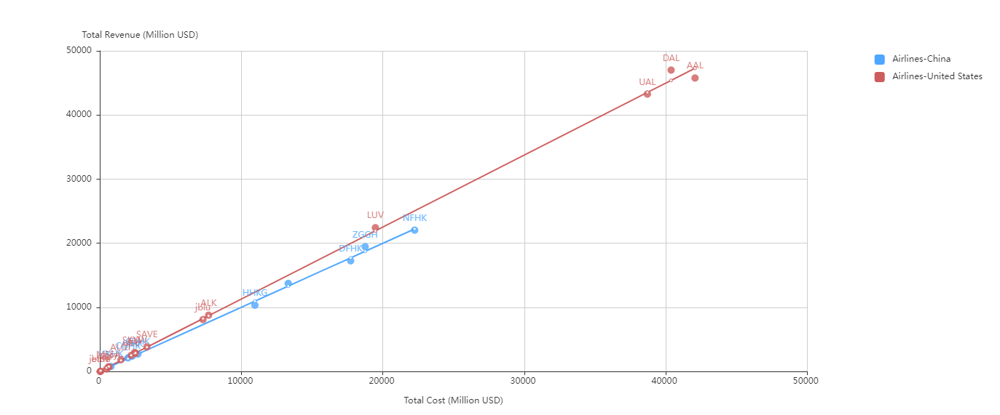 Total Revenue (Million USD)
50000
40000
30000
20000
10000
0
Airlines-China
Airlines-United States
DAL
AAL
UAL
LUV
NFHK
ZGGH
DFHK
HHKG
ALK
jblu
SAVE
0
10000
20000
30000
40000
50000
Total Cost (Million USD)